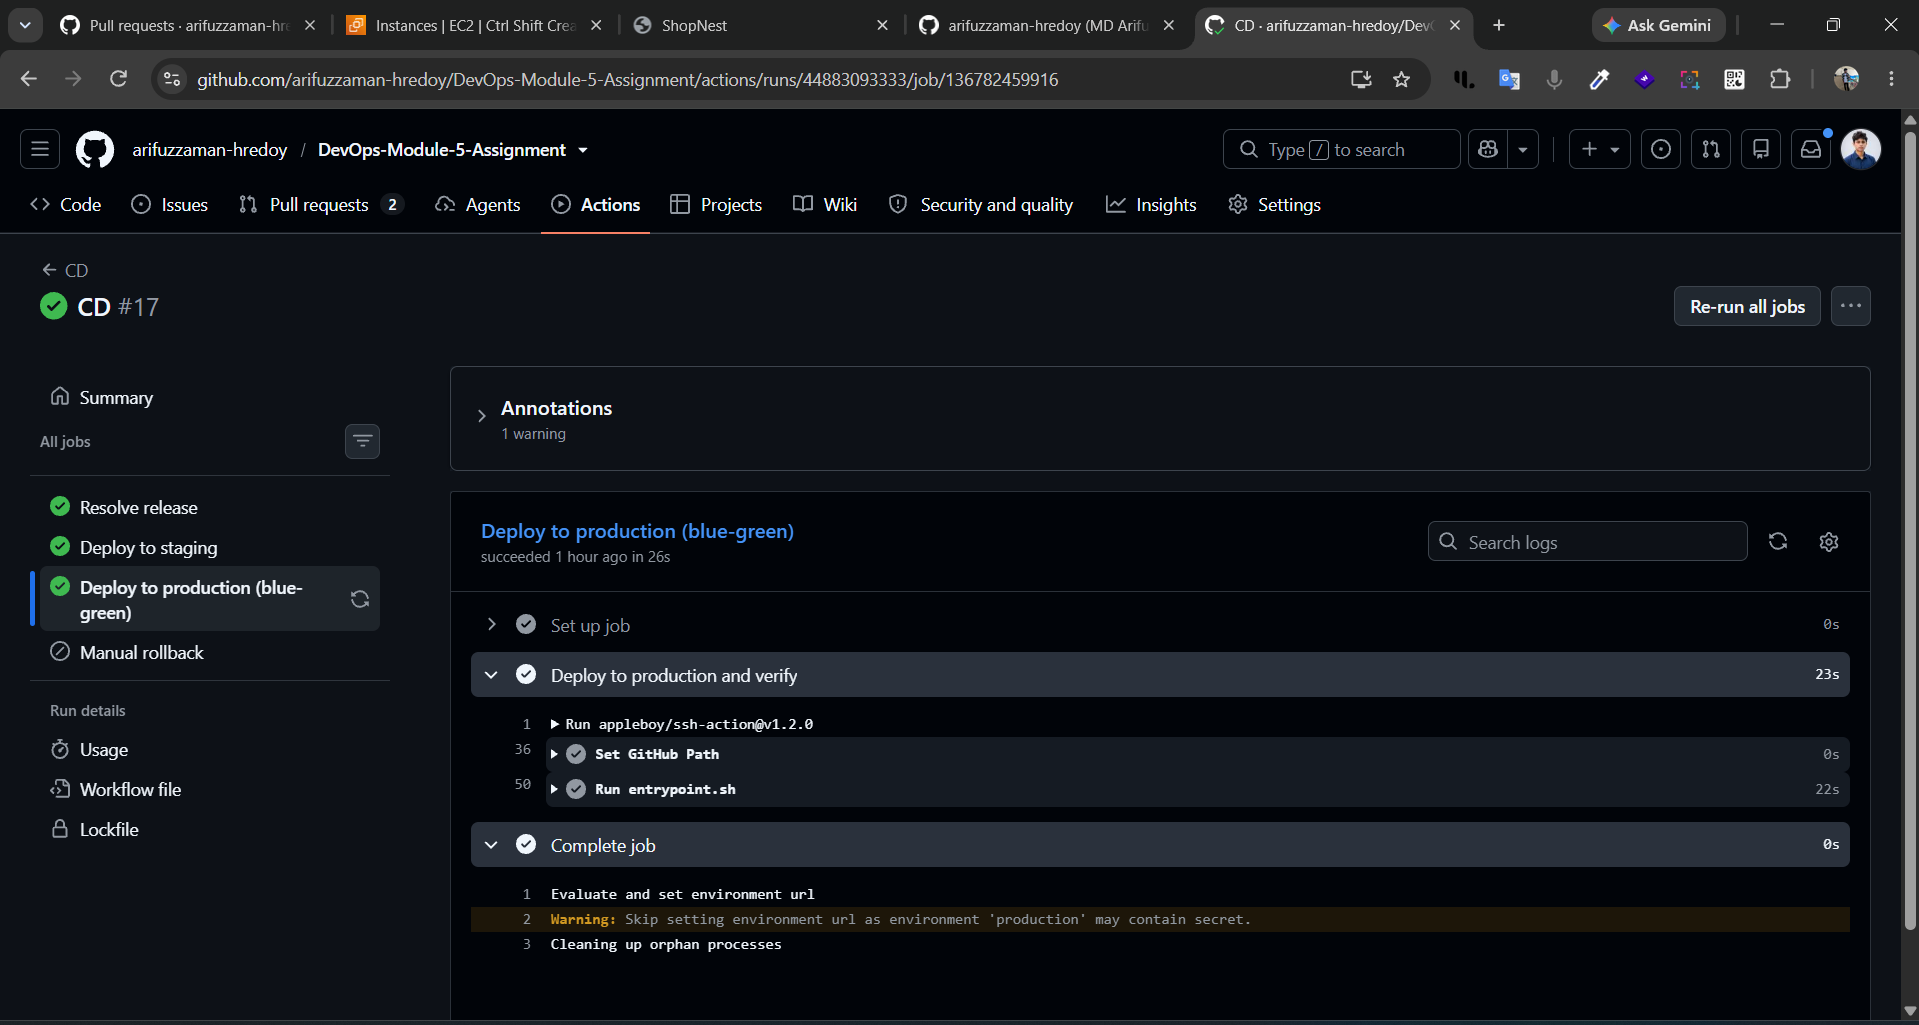 Pull requests · arifuzzaman-hre
Instances | EC2 | Ctrl Shift Crea
ShopNest
arifuzzaman-hredoy (MD Arifu
CD · arifuzzaman-hredoy/Dev
Ask Gemini
github.com/arifuzzaman-hredoy/DevOps-Module-5-Assignment/actions/runs/44883093333/job/136782459916
arifuzzaman-hredoy / DevOps-Module-5-Assignment
Type / to search
Code
Issues
Pull requests 2
Agents
Actions
Projects
Wiki
Security and quality
Insights
Settings
CD
CD #17
Re-run all jobs
Summary
All jobs
Resolve release
Deploy to staging
Deploy to production (blue-
green)
Manual rollback
Run details
Usage
Workflow file
Lockfile
Annotations
1 warning
Deploy to production (blue-green)
succeeded 1 hour ago in 26s
Search logs
Set up job 0s
Deploy to production and verify 23s
1 Run appleboy/ssh-action@v1.2.0
36 Set GitHub Path 0s
50 Run entrypoint.sh 22s
Complete job 0s
1 Evaluate and set environment url
2 Warning: Skip setting environment url as environment 'production' may contain secret.
3 Cleaning up orphan processes